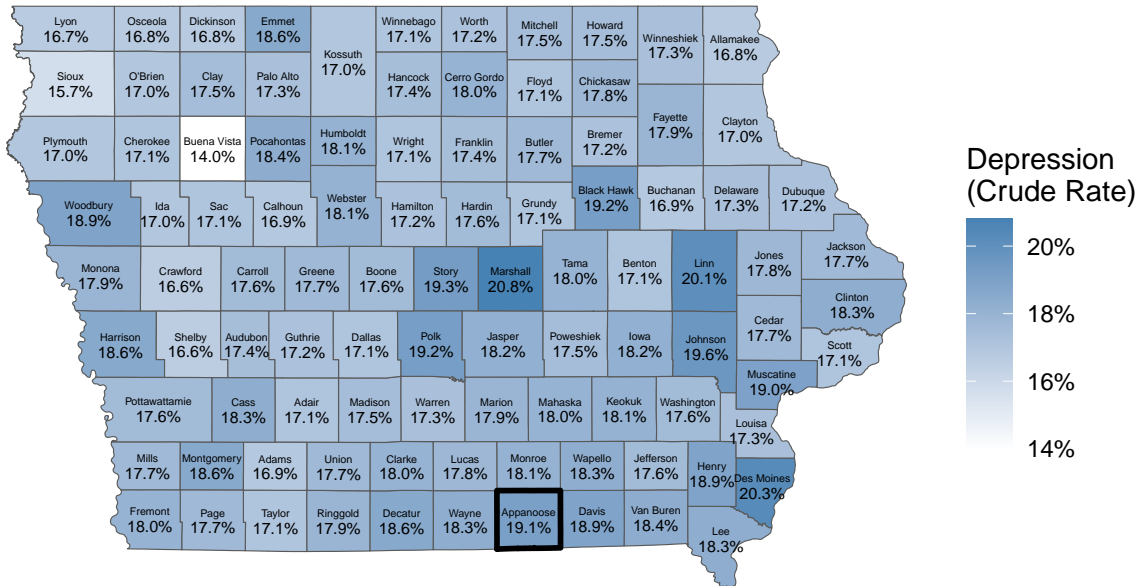 Lyon
16.7%
Osceola
16.8%
Dickinson
16.8%
Emmet
18.6%
Kossuth
17.0%
Winnebago
17.1%
Worth
17.2%
Mitchell
17.5%
Howard
17.5%
Winneshiek
17.3%
Allamakee
16.8%
Sioux
15.7%
O'Brien
17.0%
Clay
17.5%
Palo Alto
17.3%
Hancock
17.4%
Cerro Gordo
18.0%
Floyd
17.1%
Chickasaw
17.8%
Fayette
17.9%
Clayton
17.0%
Plymouth
17.0%
Cherokee
17.1%
Buena Vista
14.0%
Pocahontas
18.4%
Humboldt
18.1%
Wright
17.1%
Franklin
17.4%
Butler
17.7%
Bremer
17.2%
Woodbury
18.9%
Ida
17.0%
Sac
17.1%
Calhoun
16.9%
Webster
18.1%
Hamilton
17.2%
Hardin
17.6%
Grundy
17.1%
Black Hawk
19.2%
Buchanan
16.9%
Delaware
17.3%
Dubuque
17.2%
Monona
17.9%
Crawford
16.6%
Carroll
17.6%
Greene
17.7%
Boone
17.6%
Story
19.3%
Marshall
20.8%
Tama
18.0%
Benton
17.1%
Linn
20.1%
Jones
17.8%
Jackson
17.7%
Clinton
18.3%
Harrison
18.6%
Shelby
16.6%
Audubon
17.4%
Guthrie
17.2%
Dallas
17.1%
Polk
19.2%
Jasper
18.2%
Poweshiek
17.5%
Iowa
18.2%
Johnson
19.6%
Cedar
17.7%
Scott
17.1%
Muscatine
19.0%
Pottawattamie
17.6%
Cass
18.3%
Adair
17.1%
Madison
17.5%
Warren
17.3%
Marion
17.9%
Mahaska
18.0%
Keokuk
18.1%
Washington
17.6%
Louisa
17.3%
Mills
17.7%
Montgomery
18.6%
Adams
16.9%
Union
17.7%
Clarke
18.0%
Lucas
17.8%
Monroe
18.1%
Wapello
18.3%
Jefferson
17.6%
Henry
18.9%
Des Moines
20.3%
Fremont
18.0%
Page
17.7%
Taylor
17.1%
Ringgold
17.9%
Decatur
18.6%
Wayne
18.3%
Appanoose
19.1%
Davis
18.9%
Van Buren
18.4%
Lee
18.3%
Depression
(Crude Rate)
20%
18%
16%
14%